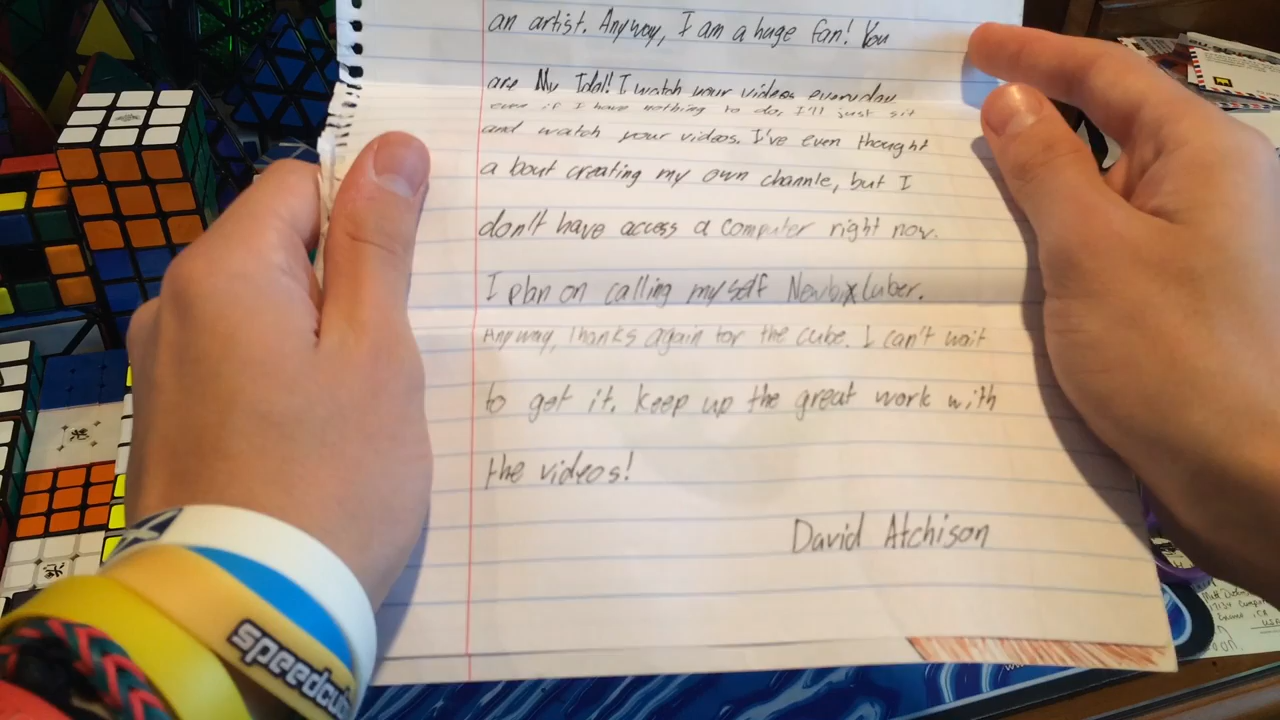 an artist. Anyway, I am a huge fan! You
are My Idol! I watch your videos everyday
even if I have nothing to do, I'll just sit
and watch your videos. I've even thought
a bout creating my own channle, but I
don't have access a computer right now.
I plan on calling myself NewbixCuber.
Anyway, thanks again for the cube. I can't wait
to get it. keep up the great work with
the videos!
David Atchison
speedcub